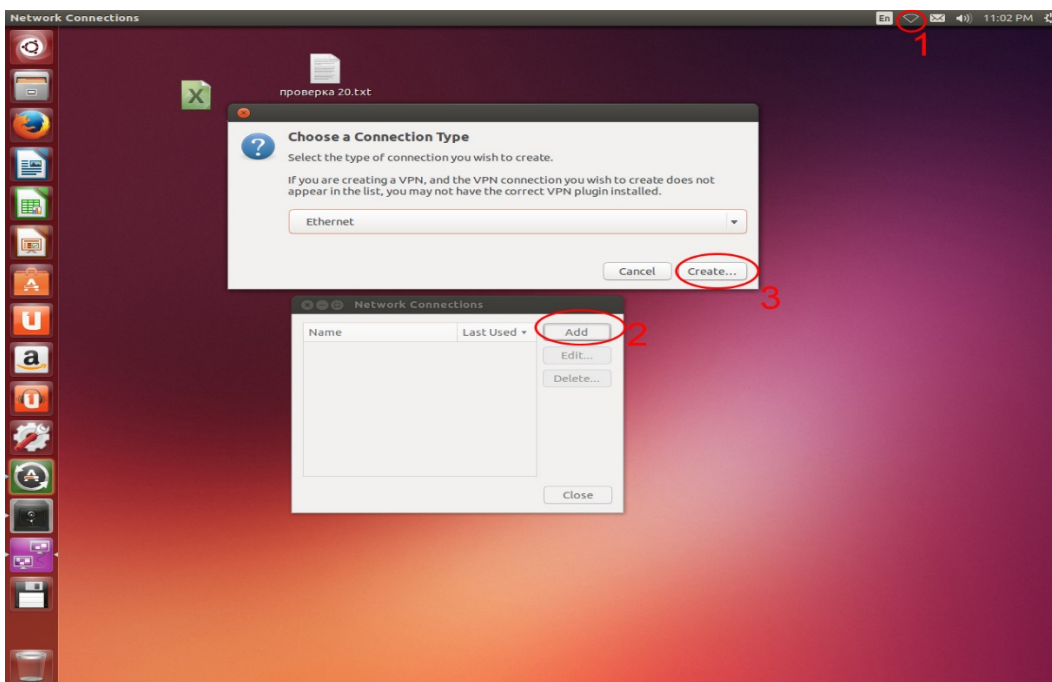 Network Connections
En
11:02 PM
1
проверка 20.txt
Choose a Connection Type
Select the type of connection you wish to create.
If you are creating a VPN, and the VPN connection you wish to create does not
appear in the list, you may not have the correct VPN plugin installed.
Ethernet
Cancel
Create...
3
Network Connections
Name
Last Used
Add
2
Edit...
Delete...
Close